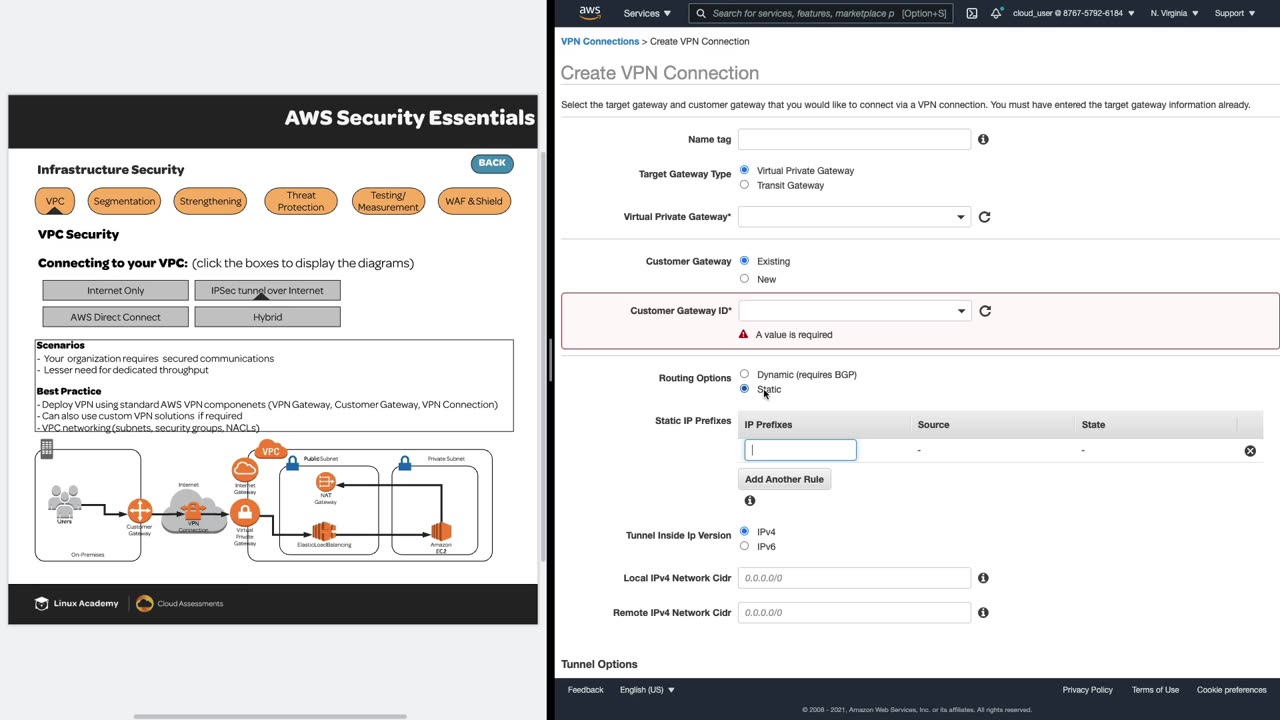 AWS Security Essentials
Infrastructure Security
BACK
VPC
Segmentation
Strengthening
Threat
Protection
Testing/
Measurement
WAF & Shield
VPC Security
Connecting to your VPC: (click the boxes to display the diagrams)
Internet Only
IPSec tunnel over Internet
AWS Direct Connect
Hybrid
Scenarios
- Your organization requires secured communications
- Lesser need for dedicated throughput
Best Practice
- Deploy VPN using standard AWS VPN componenets (VPN Gateway, Customer Gateway, VPN Connection)
- Can also use custom VPN solutions if required
- VPC networking (subnets, security groups, NACLs)
VPC
Internet
Gateway
Public Subnet
Private Subnet
NAT
Gateway
Internet
Users
Customer
Gateway
VPN
Connection
Virtual
Private
Gateway
ElasticLoadBalancing
Amazon
EC2
On-Premises
Linux Academy
Cloud Assessments
aws
Services
Search for services, features, marketplace p
[Option+S]
cloud_user @ 8767-5792-6184
N. Virginia
Support
VPN Connections > Create VPN Connection
Create VPN Connection
Select the target gateway and customer gateway that you would like to connect via a VPN connection. You must have entered the target gateway information already.
Name tag
Target Gateway Type
Virtual Private Gateway
Transit Gateway
Virtual Private Gateway*
Customer Gateway
Existing
New
Customer Gateway ID*
A value is required
Routing Options
Dynamic (requires BGP)
Static
Static IP Prefixes
IP Prefixes
Source
State
-
-
Add Another Rule
Tunnel Inside Ip Version
IPv4
IPv6
Local IPv4 Network Cidr
0.0.0.0/0
Remote IPv4 Network Cidr
0.0.0.0/0
Tunnel Options
Feedback
English (US)
Privacy Policy
Terms of Use
Cookie preferences
© 2008 - 2021, Amazon Web Services, Inc. or its affiliates. All rights reserved.